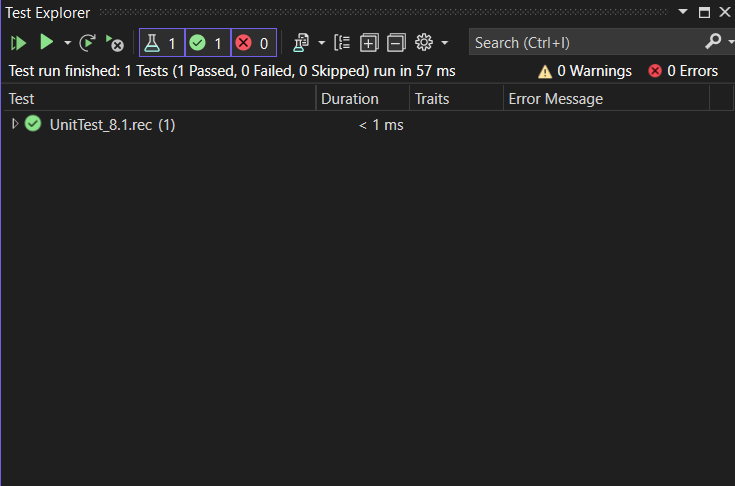 Test Explorer
1 1 0 Search (Ctrl+I)
Test run finished: 1 Tests (1 Passed, 0 Failed, 0 Skipped) run in 57 ms 0 Warnings 0 Errors
Test Duration Traits Error Message
UnitTest_8.1.rec (1) < 1 ms